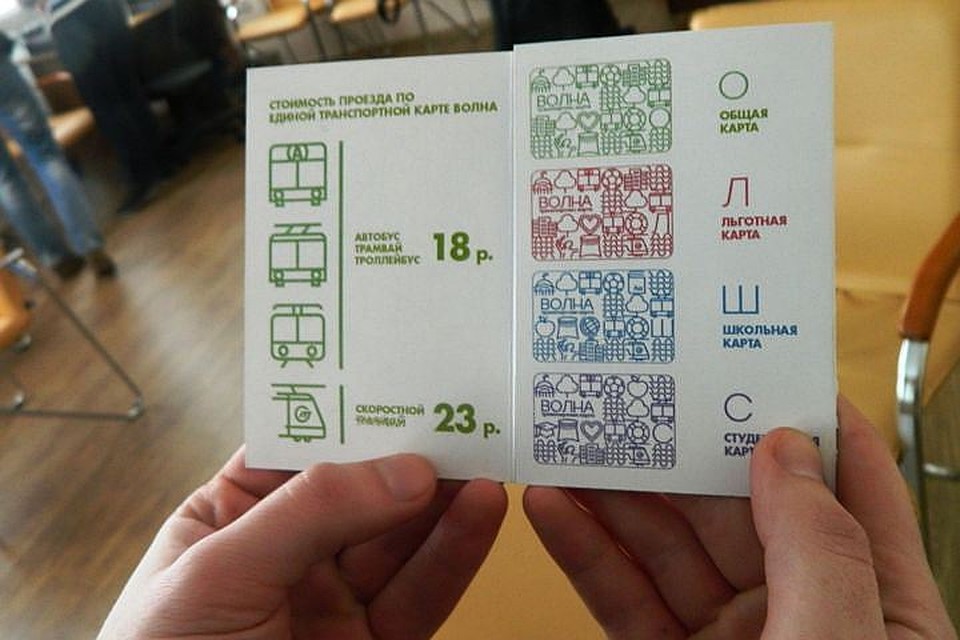 СТОИМОСТЬ ПРОЕЗДА ПО
ЕДИНОЙ ТРАНСПОРТНОЙ КАРТЕ ВОЛНА
(А)
АВТОБУС
ТРАМВАЙ
ТРОЛЛЕЙБУС
18 р.
СКОРОСТНОЙ
ТРАМВАЙ
23 р.
ВОЛНА
О
ОБЩАЯ
КАРТА
ВОЛНА
Л
ЛЬГОТНАЯ
КАРТА
ВОЛНА
Ш
Ш
ШКОЛЬНАЯ
КАРТА
ВОЛНА
С
С